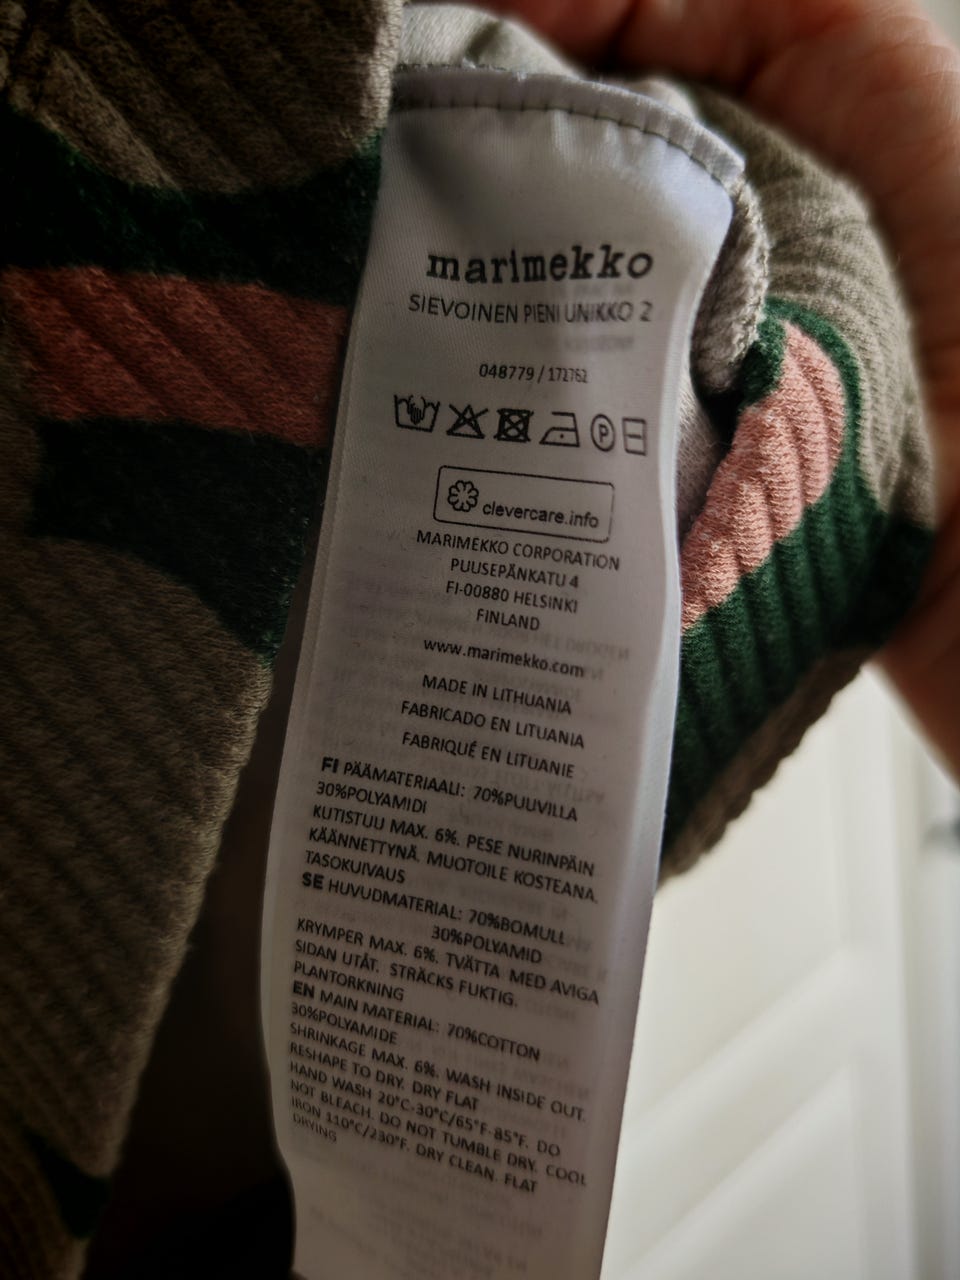 marimekko
SIEVOINEN PIENI UNIKKO 2
048779 / 172762
P
clevercare.info
MARIMEKKO CORPORATION
PUUSEPÄNKATU 4
FI-00880 HELSINKI
FINLAND
www.marimekko.com
MADE IN LITHUANIA
FABRICADO EN LITUANIA
FABRIQUÉ EN LITUANIE
FI PÄÄMATERIAALI: 70%PUUVILLA
30%POLYAMIDI
KUTISTUU MAX. 6%. PESE NURINPÄIN
KÄÄNNETTYNÄ. MUOTOILE KOSTEANA.
TASOKUIVAUS
SE HUVUDMATERIAL: 70%BOMULL
30%POLYAMID
KRYMPER MAX. 6%. TVÄTTA MED AVIGA
SIDAN UTÅT. STRÄCKS FUKTIG.
PLANTORKNING
EN MAIN MATERIAL: 70%COTTON
30%POLYAMIDE
SHRINKAGE MAX. 6%. WASH INSIDE OUT.
RESHAPE TO DRY. DRY FLAT
HAND WASH 20°C-30°C/65°F-85°F. DO
NOT BLEACH. DO NOT TUMBLE DRY. COOL
IRON 110°C/230°F. DRY CLEAN. FLAT
DRYING